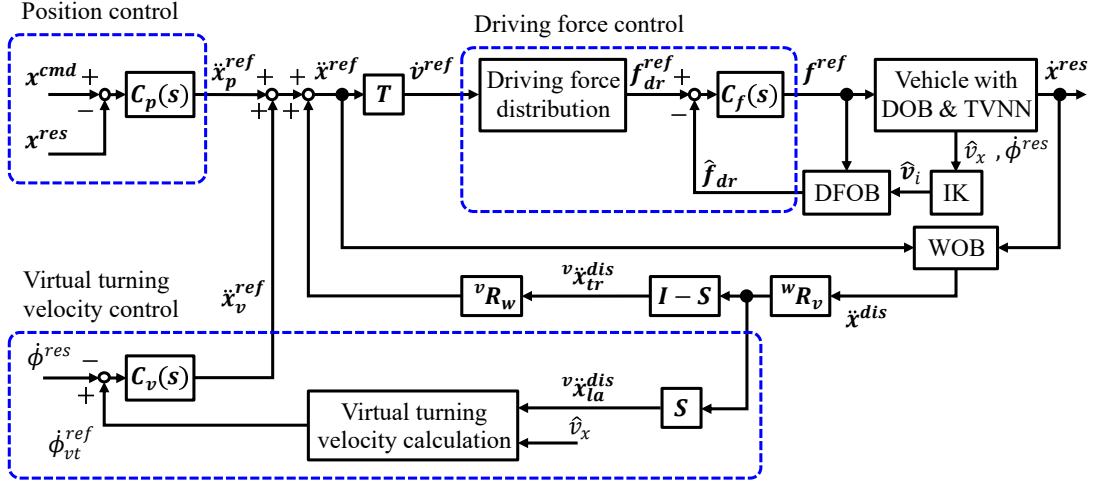 Position control
Driving force control
x^cmd
+
−
x^res
C_p(s)
ẍ_p^ref
+
+
+
+
ẍ^ref
T
v̇^ref
Driving force
distribution
f_dr^ref
+
−
C_f(s)
f^ref
Vehicle with
DOB & TVNN
ẋ^res
v̂_x , ϕ̇^res
f̂_dr
DFOB
v̂_i
IK
WOB
Virtual turning
velocity control
ẍ_v^ref
^vR_w
^vẍ_tr^dis
I − S
^wR_v
ẍ^dis
ϕ̇^res
−
+
C_v(s)
ϕ̇_vt^ref
Virtual turning
velocity calculation
^vẍ_la^dis
S
v̂_x